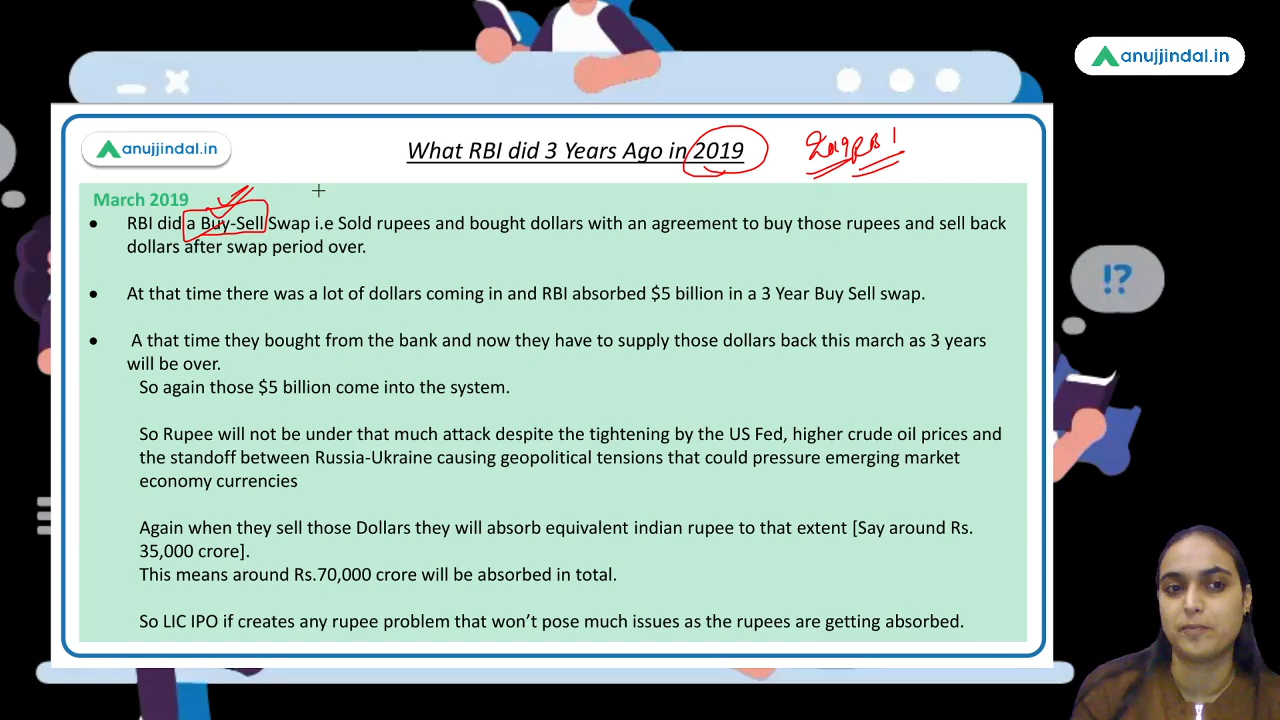 anujjindal.in
anujjindal.in
What RBI did 3 Years Ago in 2019
2019 RBI
March 2019
● RBI did a Buy-Sell Swap i.e Sold rupees and bought dollars with an agreement to buy those rupees and sell back
dollars after swap period over.
● At that time there was a lot of dollars coming in and RBI absorbed $5 billion in a 3 Year Buy Sell swap.
● A that time they bought from the bank and now they have to supply those dollars back this march as 3 years
will be over.
So again those $5 billion come into the system.
So Rupee will not be under that much attack despite the tightening by the US Fed, higher crude oil prices and
the standoff between Russia-Ukraine causing geopolitical tensions that could pressure emerging market
economy currencies
Again when they sell those Dollars they will absorb equivalent indian rupee to that extent [Say around Rs.
35,000 crore].
This means around Rs.70,000 crore will be absorbed in total.
So LIC IPO if creates any rupee problem that won't pose much issues as the rupees are getting absorbed.
!?